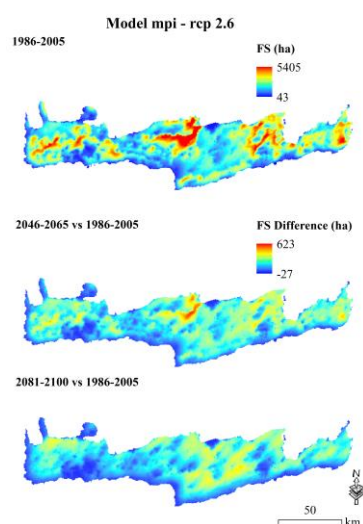 Model mpi - rcp 2.6
1986-2005
FS (ha)
5405
43
2046-2065 vs 1986-2005
FS Difference (ha)
623
-27
2081-2100 vs 1986-2005
50
km